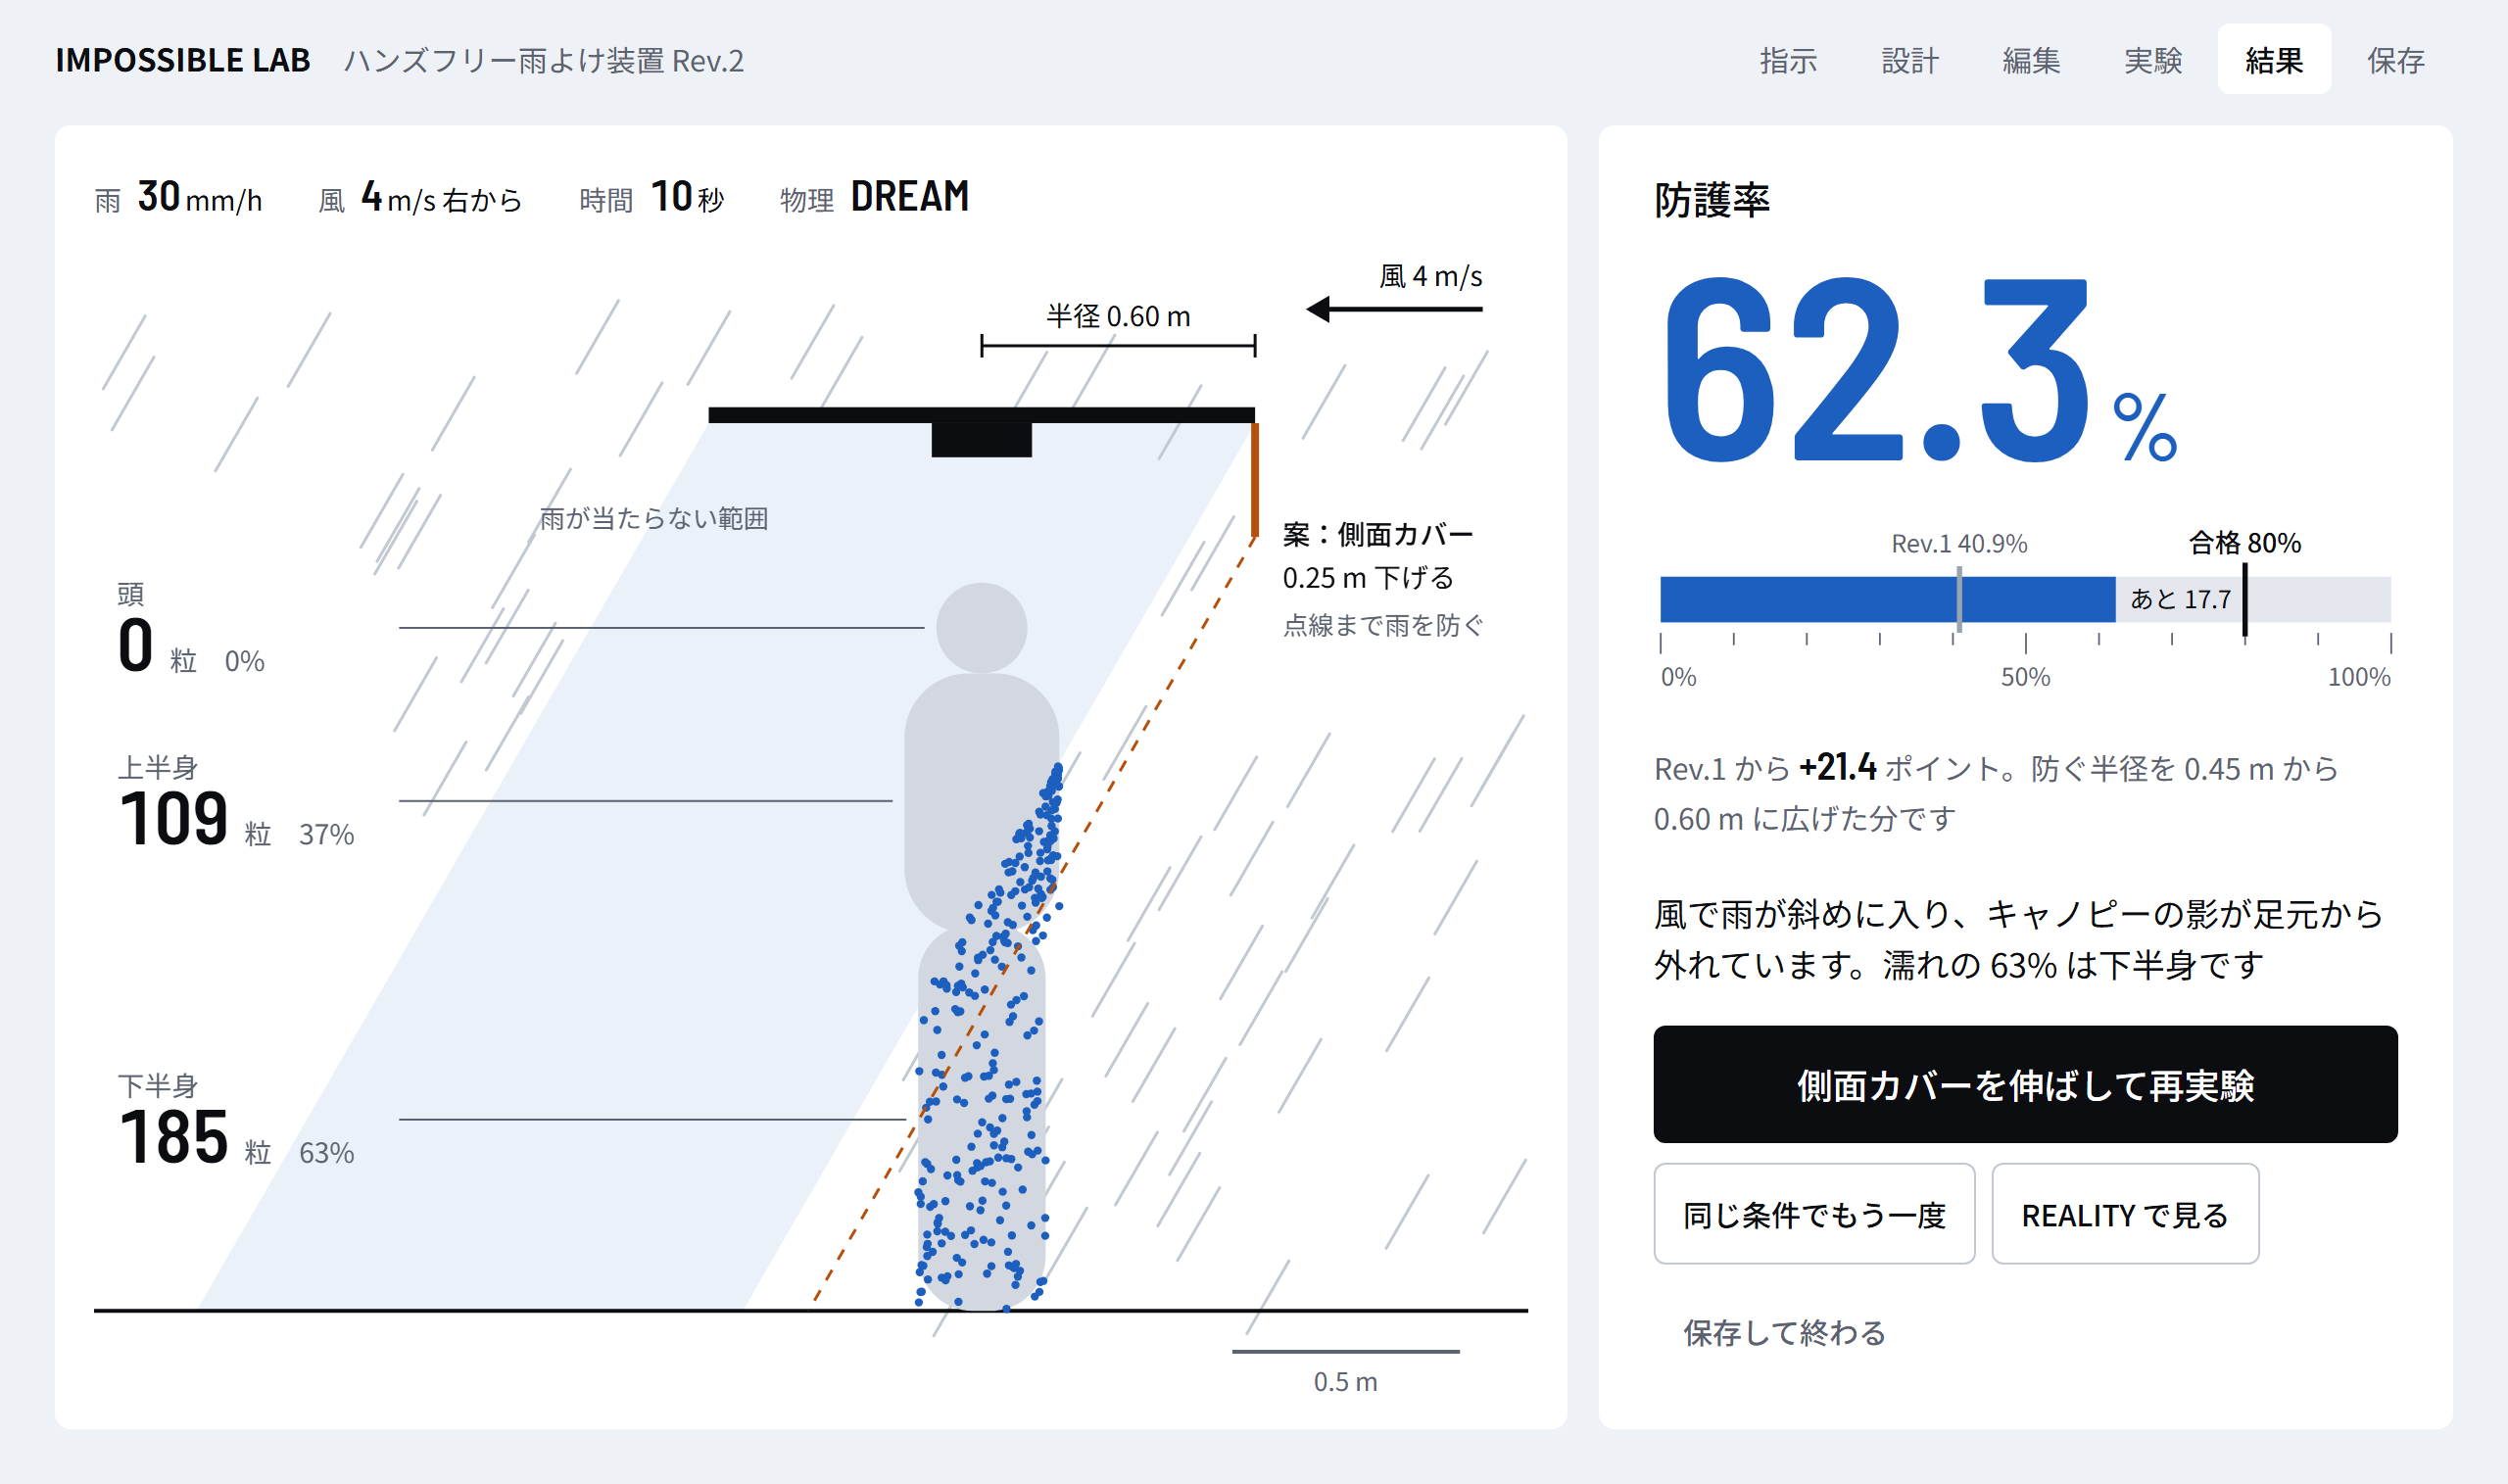 IMPOSSIBLE LAB ハンズフリー雨よけ装置 Rev.2
指示 設計 編集 実験 結果 保存
雨 30 mm/h 風 4 m/s 右から 時間 10 秒 物理 DREAM
風 4 m/s
半径 0.60 m
雨が当たらない範囲
案：側面カバー
0.25 m 下げる
点線まで雨を防ぐ
頭
0 粒 0%
上半身
109 粒 37%
下半身
185 粒 63%
0.5 m
防護率
62.3 %
Rev.1 40.9% 合格 80%
あと 17.7
0% 50% 100%
Rev.1 から +21.4 ポイント。防ぐ半径を 0.45 m から
0.60 m に広げた分です
風で雨が斜めに入り、キャノピーの影が足元から
外れています。濡れの 63% は下半身です
側面カバーを伸ばして再実験
同じ条件でもう一度 REALITY で見る
保存して終わる